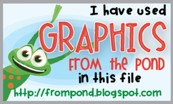 I have used
GRAPHICS
FROM THE POND
in this file
http://frompond.blogspot.com